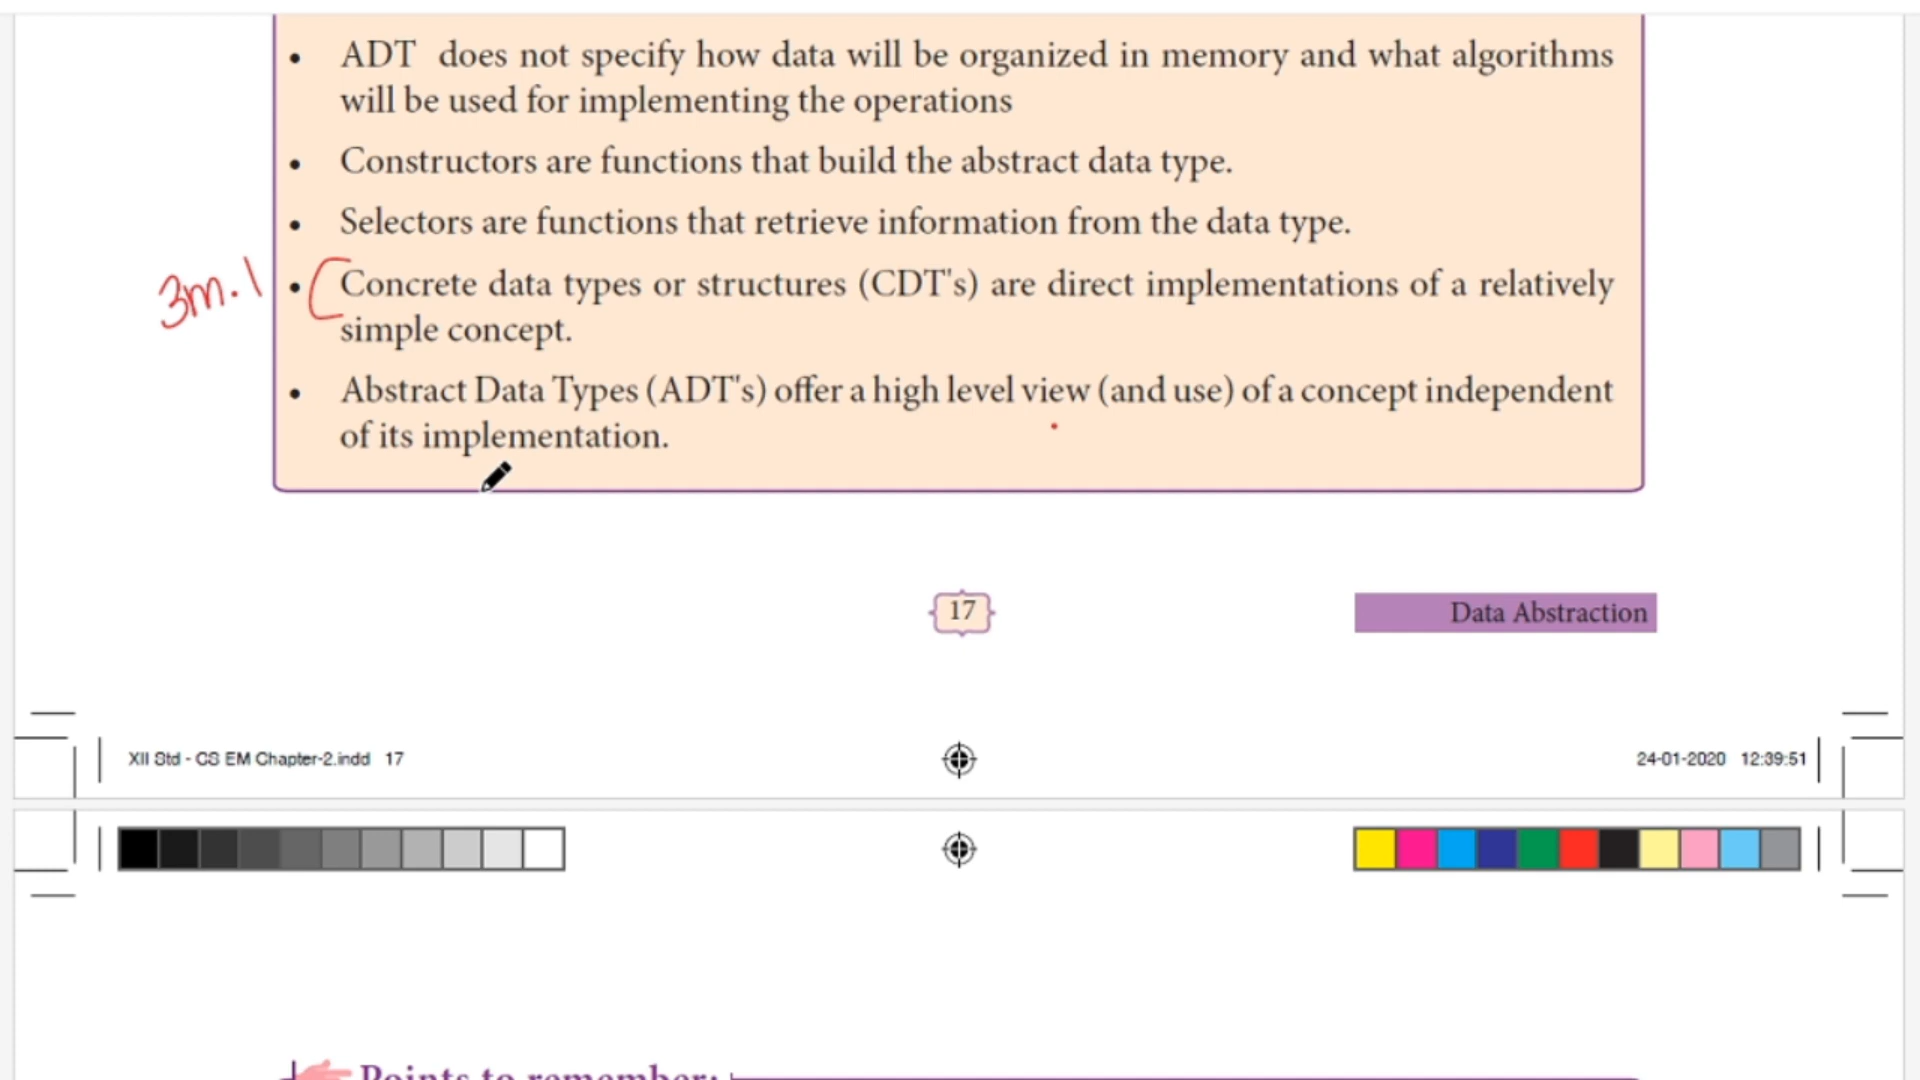 • ADT does not specify how data will be organized in memory and what algorithms
will be used for implementing the operations
• Constructors are functions that build the abstract data type.
• Selectors are functions that retrieve information from the data type.
3m. 1
• Concrete data types or structures (CDT's) are direct implementations of a relatively
simple concept.
• Abstract Data Types (ADT's) offer a high level view (and use) of a concept independent
of its implementation.
17
Data Abstraction
XII Std - CS EM Chapter-2.indd 17
24-01-2020 12:39:51
Points to remember: